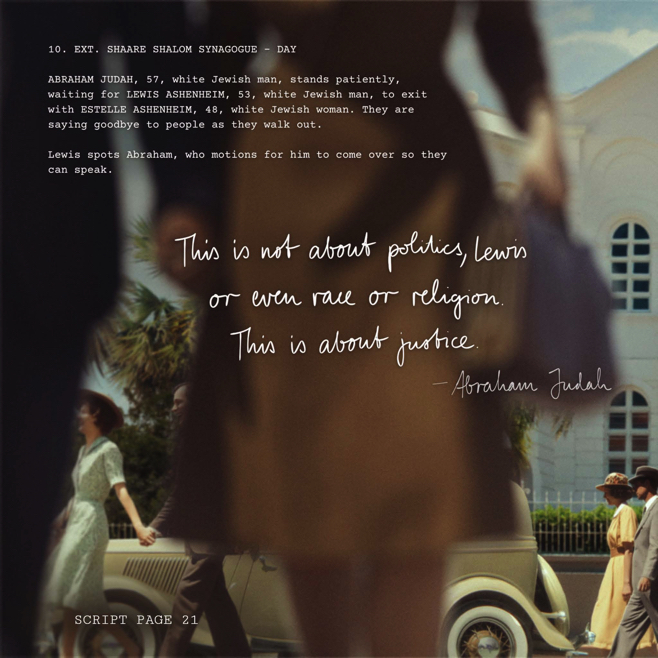 10. EXT. SHAARE SHALOM SYNAGOGUE - DAY
ABRAHAM JUDAH, 57, white Jewish man, stands patiently,
waiting for LEWIS ASHENHEIM, 53, white Jewish man, to exit
with ESTELLE ASHENHEIM, 48, white Jewish woman. They are
saying goodbye to people as they walk out.
Lewis spots Abraham, who motions for him to come over so they
can speak.
This is not about politics, Lewis
or even race or religion.
This is about justice.
—Abraham Judah
SCRIPT PAGE 21